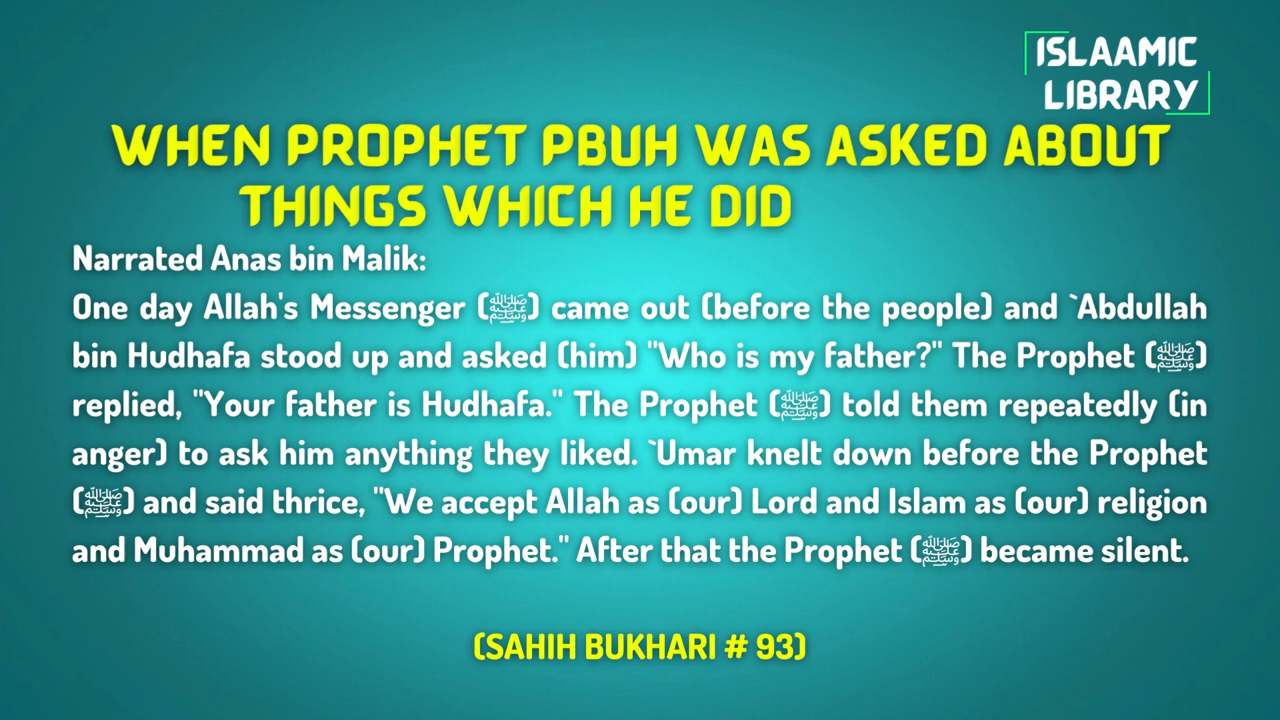 ISLAAMIC
LIBRARY
WHEN PROPHET PBUH WAS ASKED ABOUT
THINGS WHICH HE DID
Narrated Anas bin Malik:
One day Allah's Messenger (ﷺ) came out (before the people) and `Abdullah
bin Hudhafa stood up and asked (him) "Who is my father?" The Prophet (ﷺ)
replied, "Your father is Hudhafa." The Prophet (ﷺ) told them repeatedly (in
anger) to ask him anything they liked. `Umar knelt down before the Prophet
(ﷺ) and said thrice, "We accept Allah as (our) Lord and Islam as (our) religion
and Muhammad as (our) Prophet." After that the Prophet (ﷺ) became silent.
(SAHIH BUKHARI # 93)